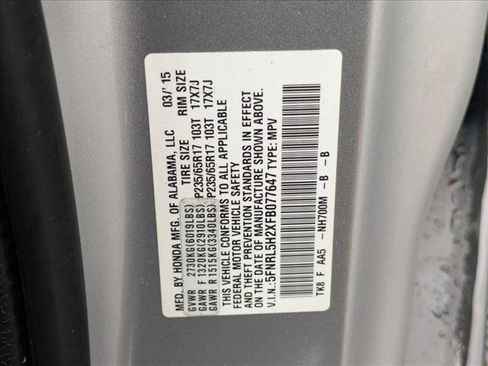 MFD. BY HONDA MFG. OF ALABAMA, LLC 03/'15
TIRE SIZE RIM SIZE
GVWR 2730KG(6019LBS)
GAWR F 1320KG(2910LBS) P235/65R17 103T 17X7J
GAWR R 1515KG(3340LBS) P235/65R17 103T 17X7J
THIS VEHICLE CONFORMS TO ALL APPLICABLE
FEDERAL MOTOR VEHICLE SAFETY
AND THEFT PREVENTION STANDARDS IN EFFECT
ON THE DATE OF MANUFACTURE SHOWN ABOVE.
V.I.N.: 5FNRL5H2XFB077647 TYPE: MPV
TK8 F AA5 -NH700M -B -B